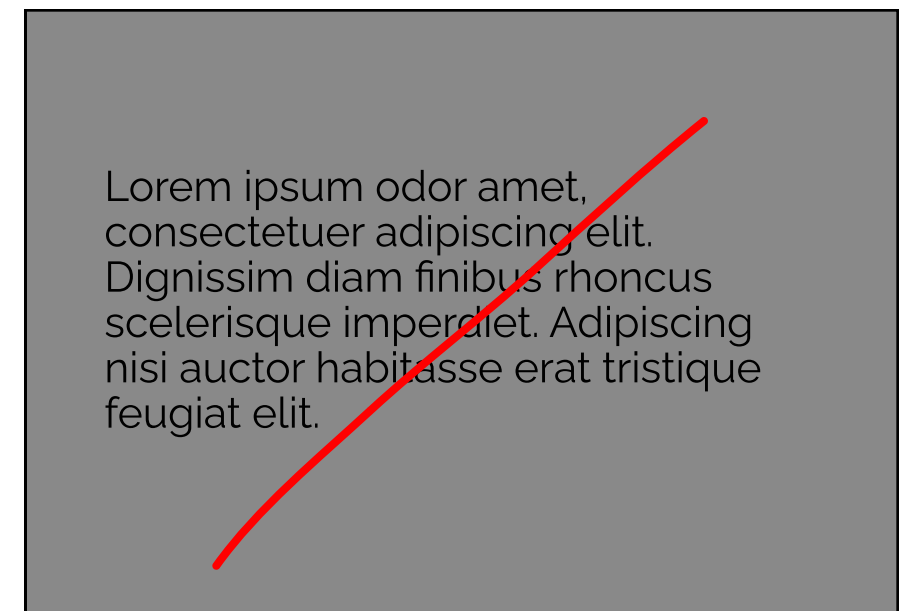 Lorem ipsum odor amet,
consectetuer adipiscing elit.
Dignissim diam finibus rhoncus
scelerisque imperdiet. Adipiscing
nisi auctor habitasse erat tristique
feugiat elit.